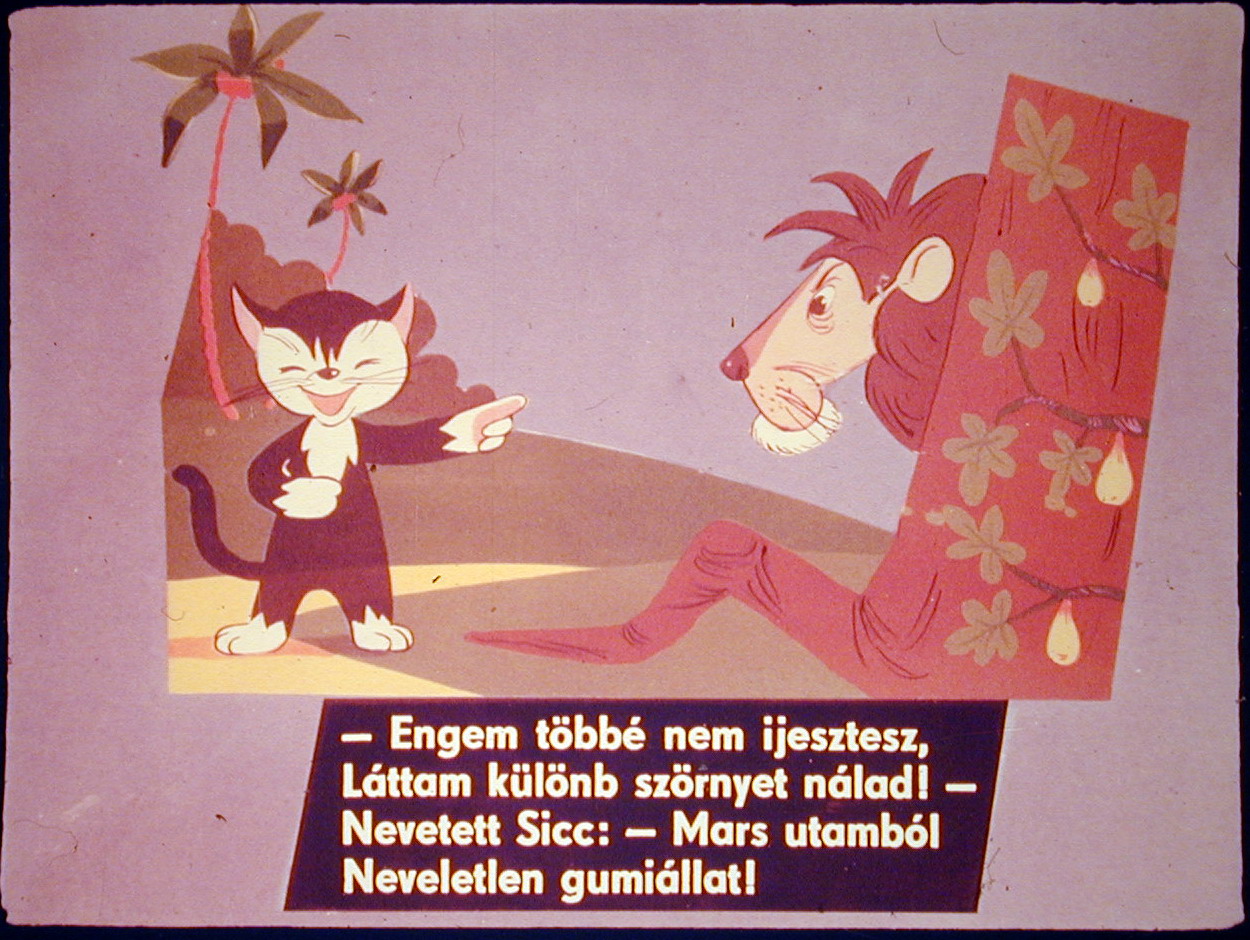 — Engem többé nem ijesztesz,
Láttam különb szörnyet nálad! —
Nevetett Sicc: — Mars utamból
Neveletlen gumiállat!